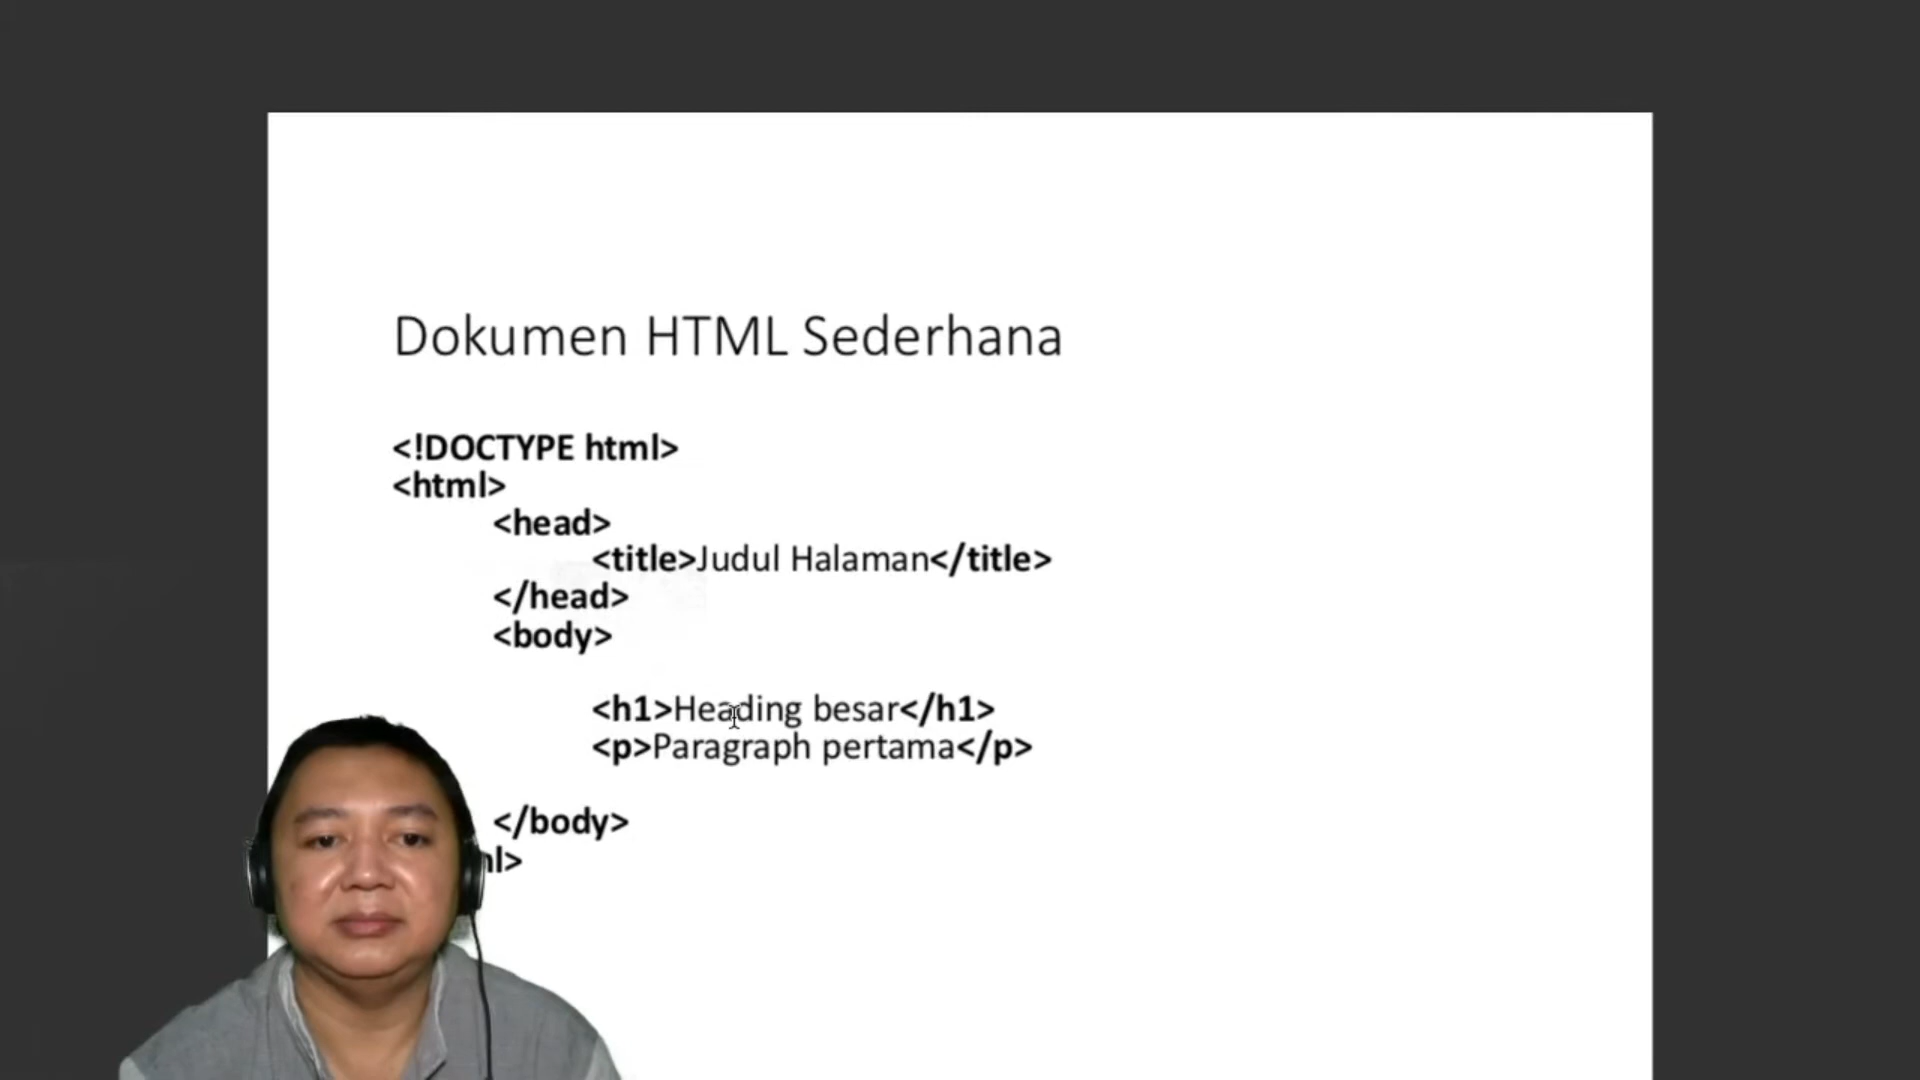 Dokumen HTML Sederhana
<!DOCTYPE html>
<html>
<head>
<title>Judul Halaman</title>
</head>
<body>
<h1>Heading besar</h1>
<p>Paragraph pertama</p>
</body>